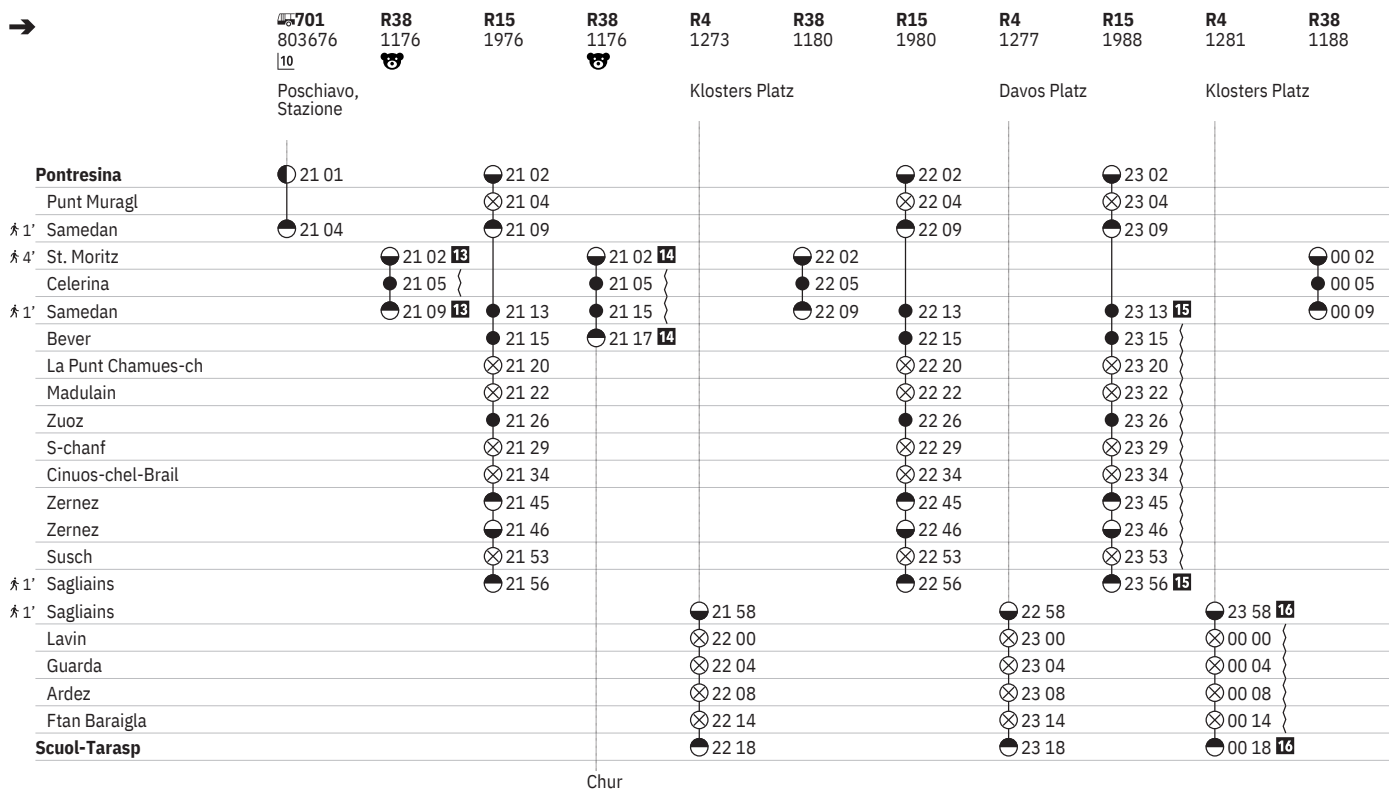 ➔ 701 R38 R15 R38 R4 R38 R15 R4 R15 R4 R38
803676 1176 1976 1176 1273 1180 1980 1277 1988 1281 1188
10
Poschiavo, Klosters Platz Davos Platz Klosters Platz
Stazione
Pontresina 21 01 21 02 22 02 23 02
Punt Muragl 21 04 22 04 23 04
1' Samedan 21 04 21 09 22 09 23 09
4' St. Moritz 21 02 13 21 02 14 22 02 00 02
Celerina 21 05 21 05 22 05 00 05
1' Samedan 21 09 13 21 13 21 15 22 09 22 13 23 13 15 00 09
Bever 21 15 21 17 14 22 15 23 15
La Punt Chamues-ch 21 20 22 20 23 20
Madulain 21 22 22 22 23 22
Zuoz 21 26 22 26 23 26
S-chanf 21 29 22 29 23 29
Cinuos-chel-Brail 21 34 22 34 23 34
Zernez 21 45 22 45 23 45
Zernez 21 46 22 46 23 46
Susch 21 53 22 53 23 53
1' Sagliains 21 56 22 56 23 56 15
1' Sagliains 21 58 22 58 23 58 16
Lavin 22 00 23 00 00 00
Guarda 22 04 23 04 00 04
Ardez 22 08 23 08 00 08
Ftan Baraigla 22 14 23 14 00 14
Scuol-Tarasp 22 18 23 18 00 18 16
Chur